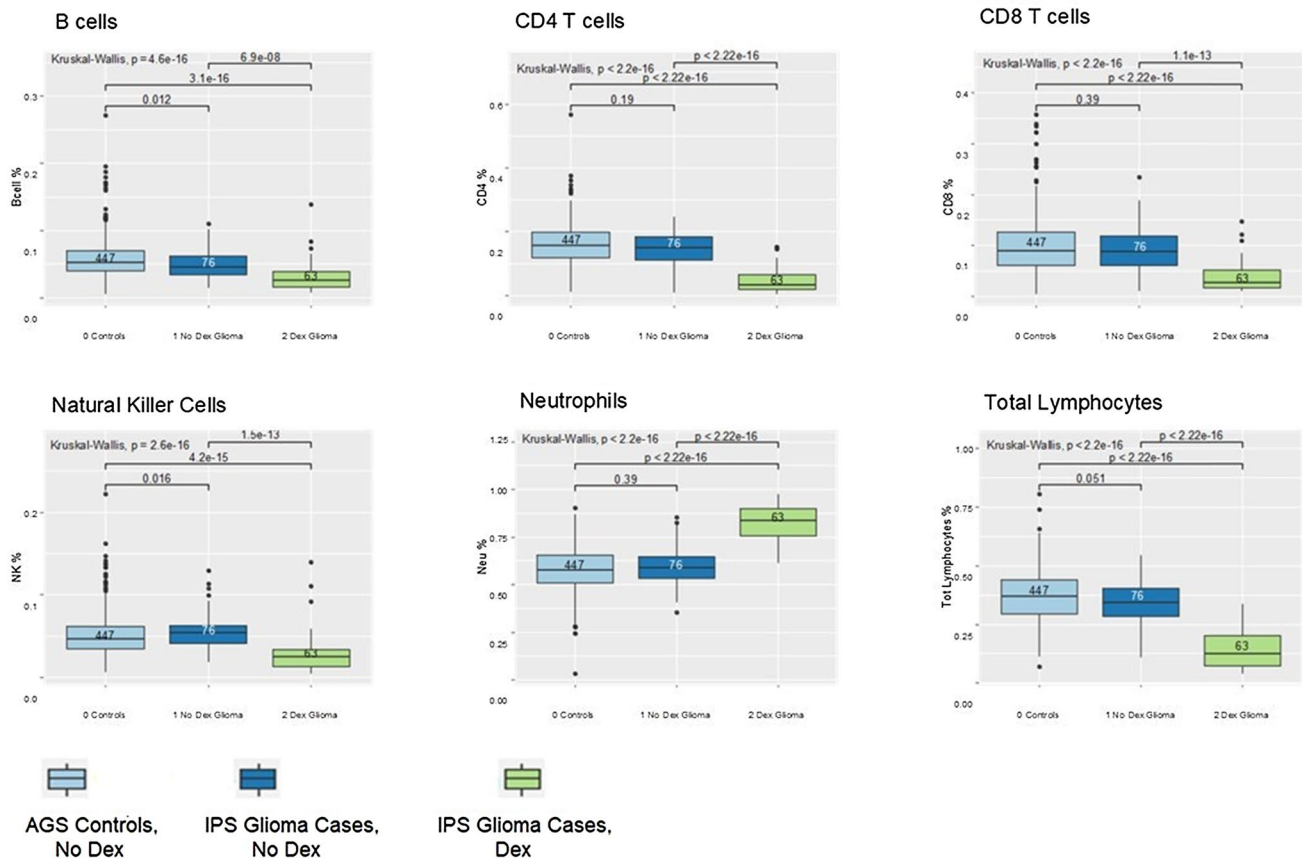 B cells
Kruskal-Wallis, p = 4.6e-16
6.9e-08
3.1e-16
0.012
0.3
0.2
0.1
0.0
Bcell %
447
76
63
0 Controls
1 No Dex Glioma
2 Dex Glioma
CD4 T cells
p < 2.22e-16
Kruskal-Wallis, p < 2.2e-16
p < 2.22e-16
0.19
0.6
0.4
0.2
0.0
CD4 %
447
76
63
0 Controls
1 No Dex Glioma
2 Dex Glioma
CD8 T cells
1.1e-13
Kruskal-Wallis, p < 2.2e-16
p < 2.22e-16
0.39
0.4
0.3
0.2
0.1
0.0
CD8 %
447
76
63
0 Controls
1 No Dex Glioma
2 Dex Glioma
Natural Killer Cells
1.5e-13
Kruskal-Wallis, p = 2.6e-16
4.2e-15
0.016
0.2
0.1
0.0
NK %
447
76
63
0 Controls
1 No Dex Glioma
2 Dex Glioma
Neutrophils
Kruskal-Wallis, p < 2.2e-16
p < 2.22e-16
p < 2.22e-16
0.39
1.25
1.00
0.75
0.50
0.25
0.00
Neu %
447
76
63
0 Controls
1 No Dex Glioma
2 Dex Glioma
Total Lymphocytes
p < 2.22e-16
Kruskal-Wallis, p < 2.2e-16
p < 2.22e-16
0.051
1.00
0.75
0.50
0.25
0.00
Tot Lymphocytes %
447
76
63
0 Controls
1 No Dex Glioma
2 Dex Glioma
AGS Controls,
No Dex
IPS Glioma Cases,
No Dex
IPS Glioma Cases,
Dex